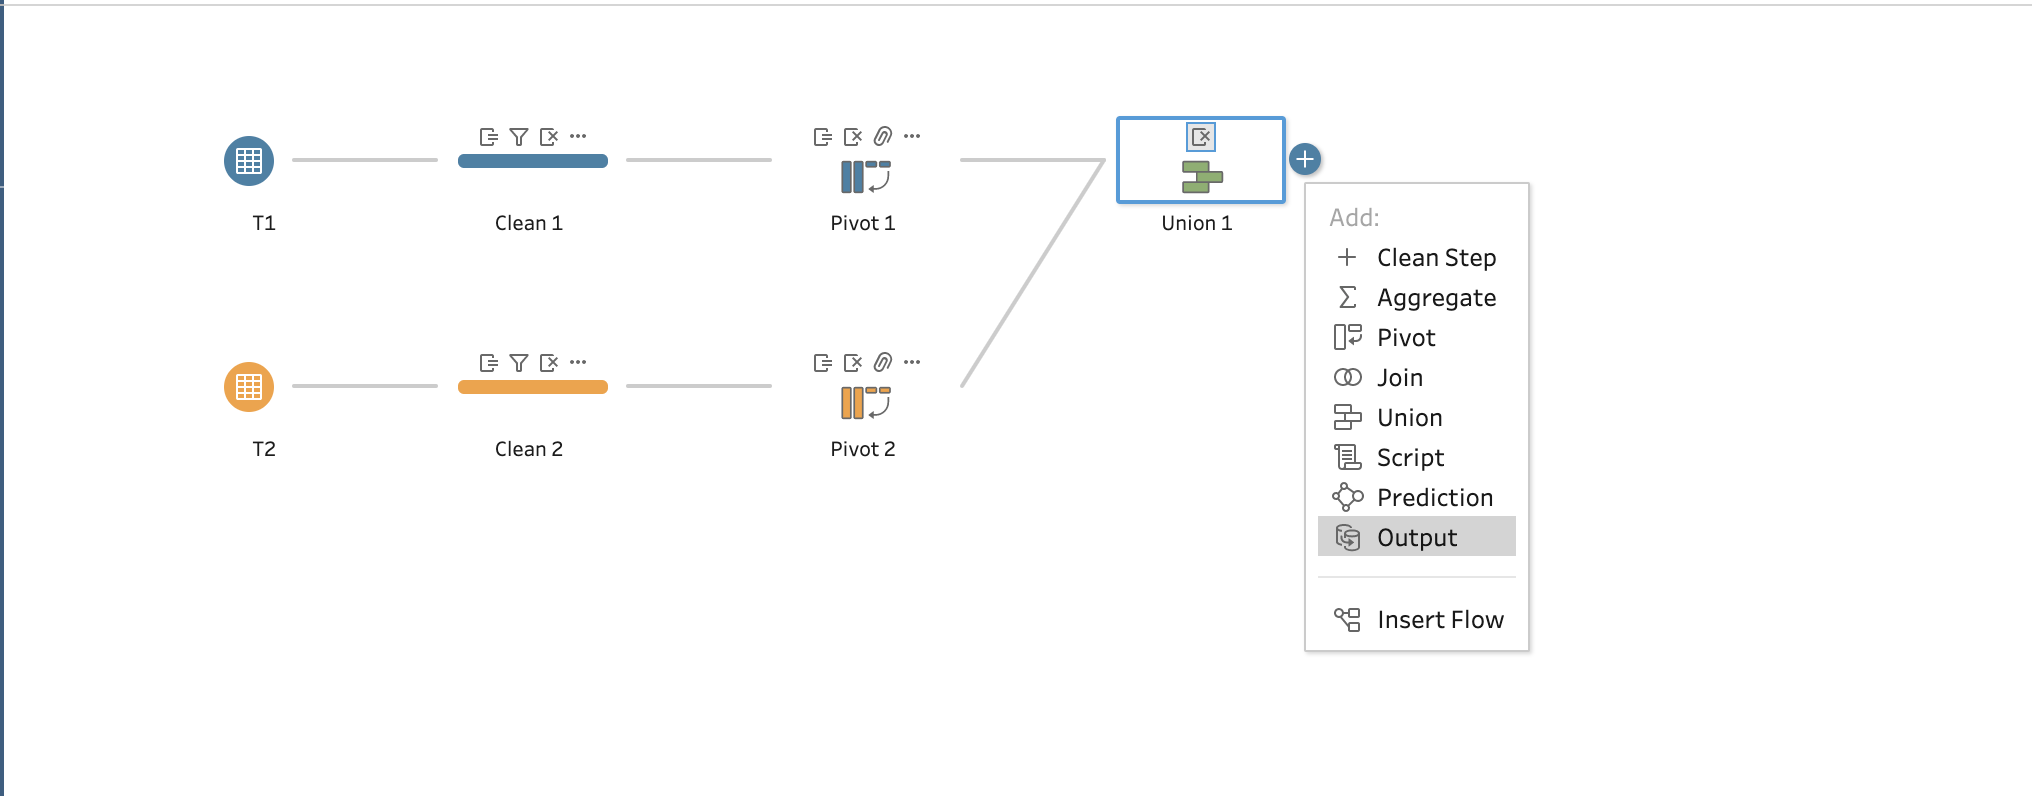 T1
Clean 1
Pivot 1
Union 1
T2
Clean 2
Pivot 2
Add:
Clean Step
Aggregate
Pivot
Join
Union
Script
Prediction
Output
Insert Flow